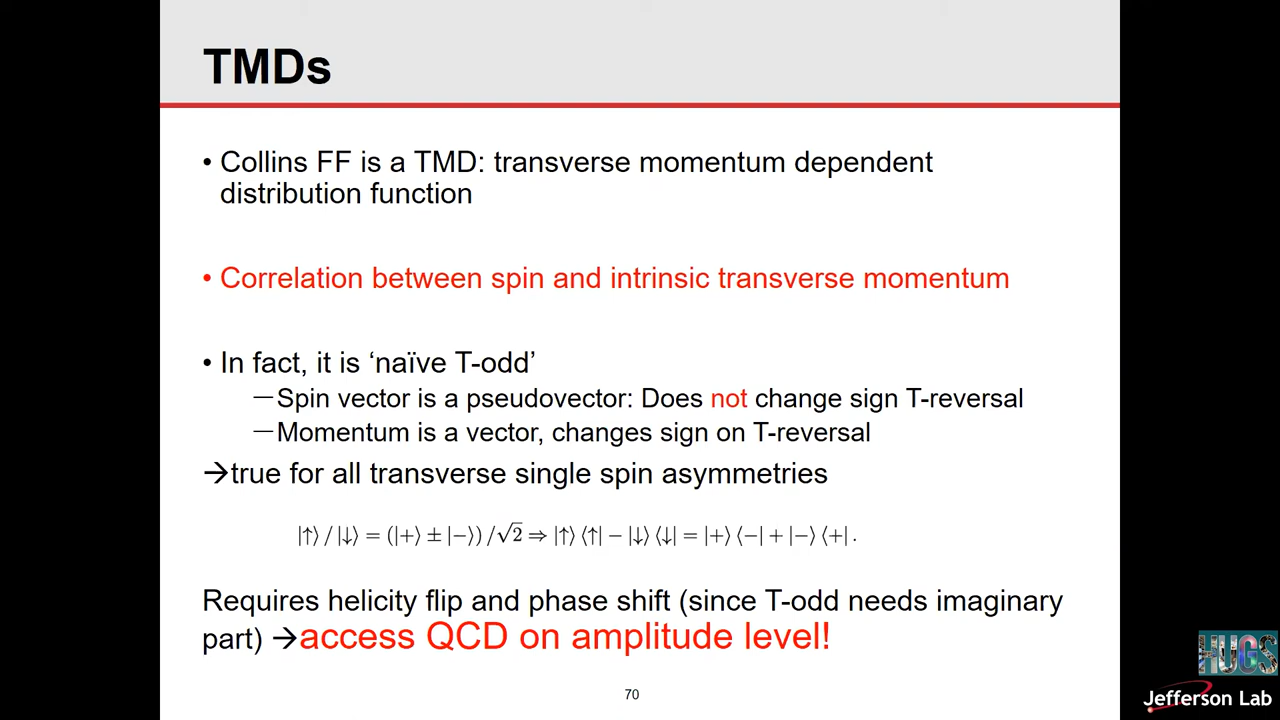 TMDs
• Collins FF is a TMD: transverse momentum dependent
distribution function
• Correlation between spin and intrinsic transverse momentum
• In fact, it is ‘naïve T-odd’
—Spin vector is a pseudovector: Does not change sign T-reversal
—Momentum is a vector, changes sign on T-reversal
→true for all transverse single spin asymmetries
|↑⟩ / |↓⟩ = (|+⟩ ± |−⟩) /√2 ⇒ |↑⟩ ⟨↑| − |↓⟩ ⟨↓| = |+⟩ ⟨−| + |−⟩ ⟨+| .
Requires helicity flip and phase shift (since T-odd needs imaginary
part) →access QCD on amplitude level!
70
HUGS
Jefferson Lab